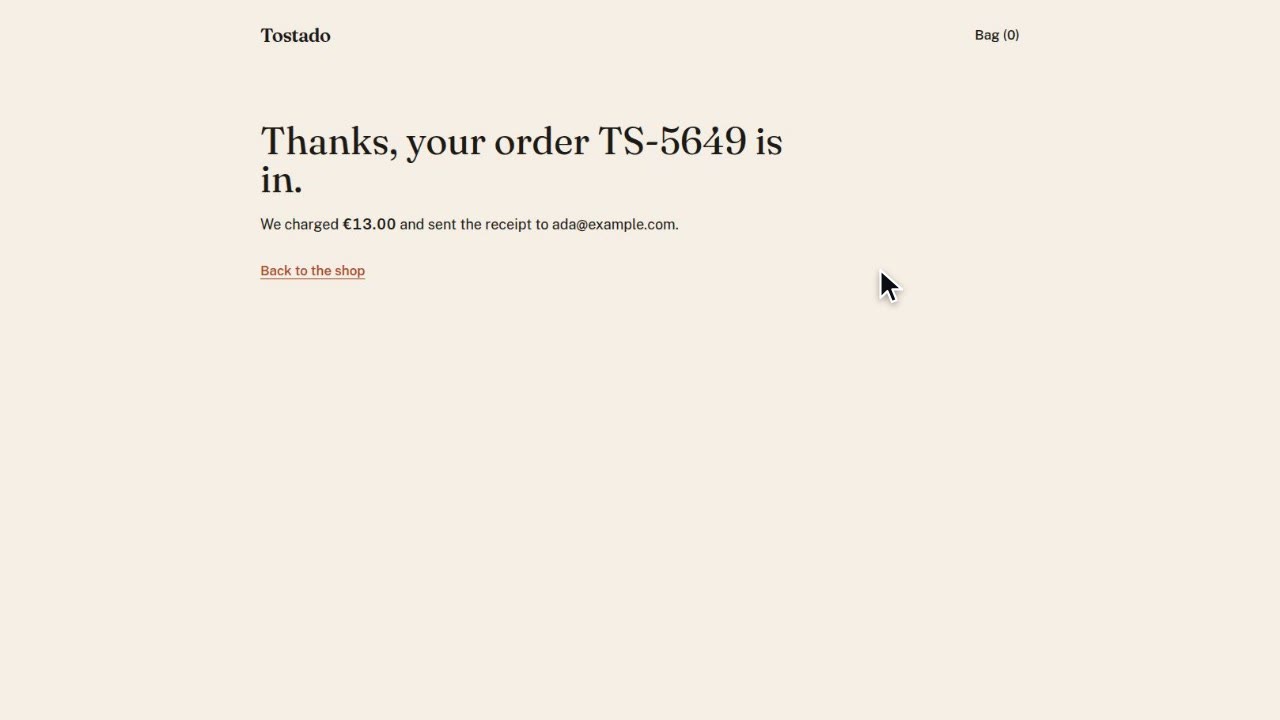 Tostado
Bag (0)
Thanks, your order TS-5649 is
in.
We charged €13.00 and sent the receipt to ada@example.com.
Back to the shop